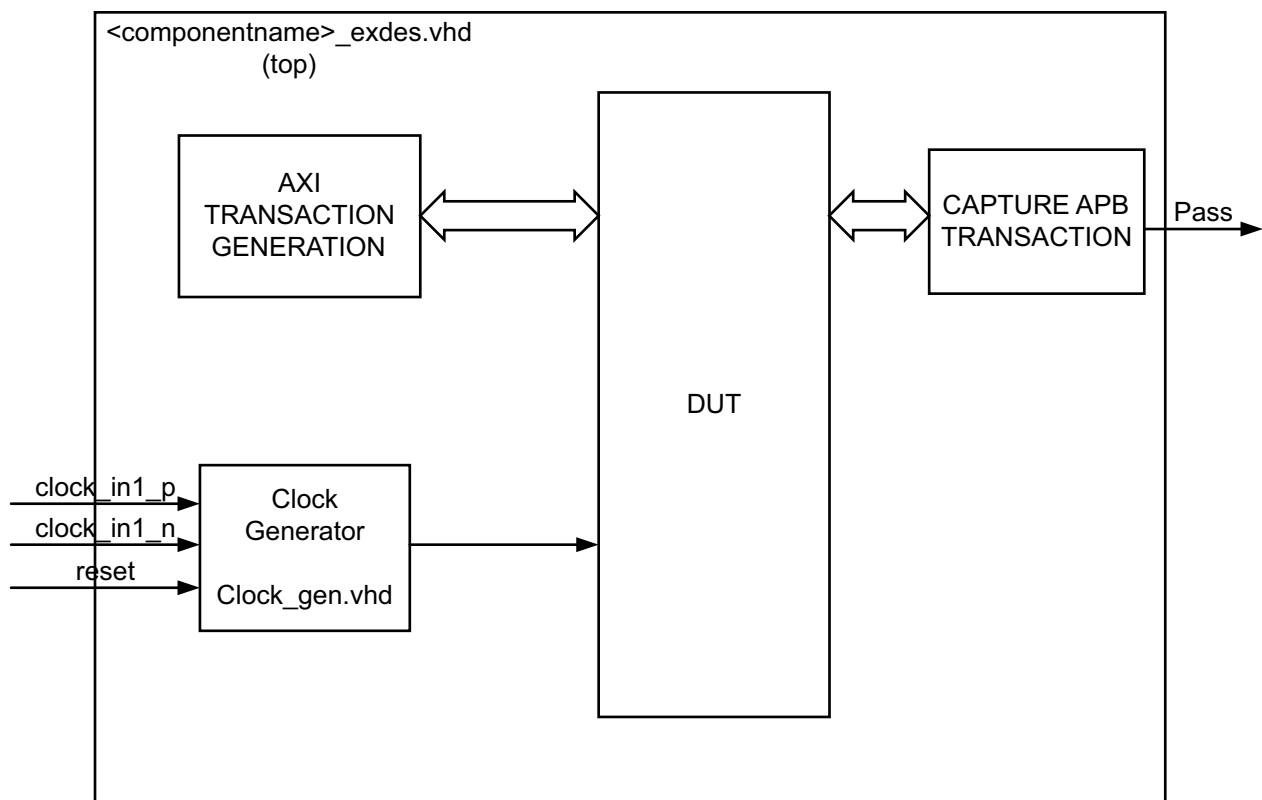 <componentname>_exdes.vhd
(top)
AXI
TRANSACTION
GENERATION
CAPTURE APB
TRANSACTION
Pass
DUT
clock_in1_p
clock_in1_n
reset
Clock
Generator
Clock_gen.vhd